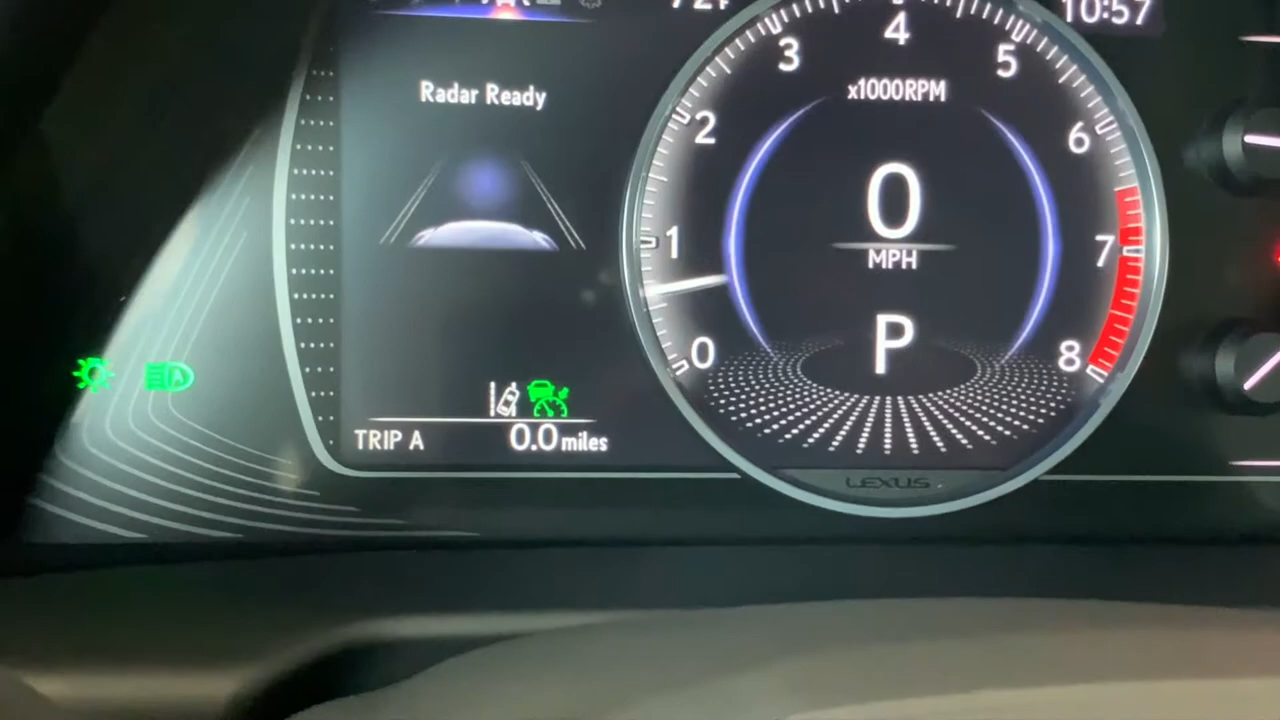 72F
10:57
Radar Ready
x1000RPM
0
1
2
3
4
5
6
7
8
0
MPH
P
A
TRIP A
0.0 miles
LEXUS